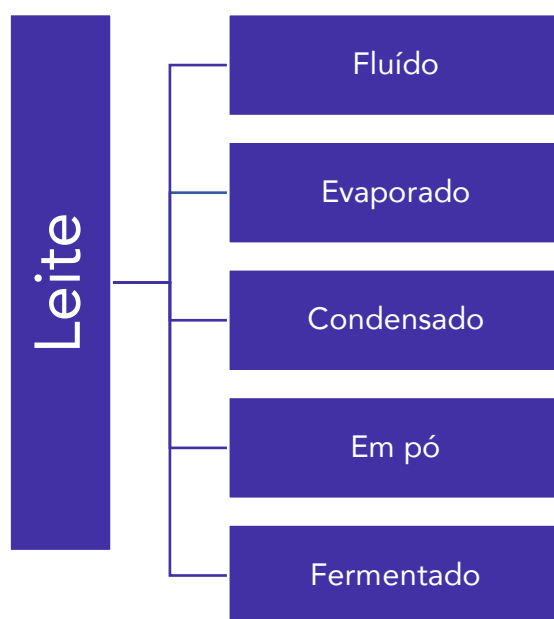 Leite
Fluído
Evaporado
Condensado
Em pó
Fermentado